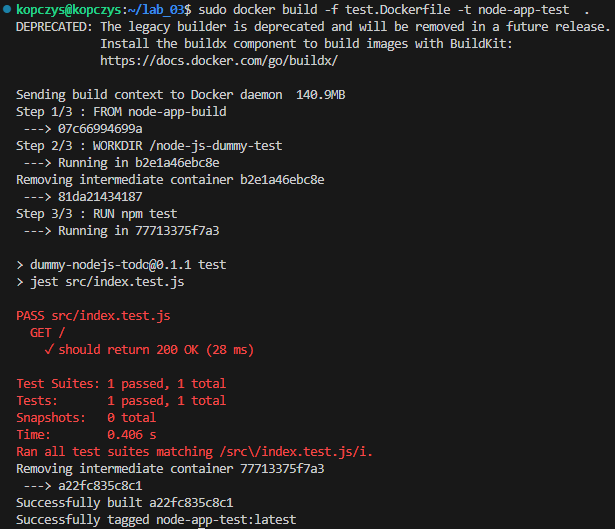 kopczys@kopczys:~/lab_03$ sudo docker build -f test.Dockerfile -t node-app-test  .
DEPRECATED: The legacy builder is deprecated and will be removed in a future release.
            Install the buildx component to build images with BuildKit:
            https://docs.docker.com/go/buildx/

Sending build context to Docker daemon  140.9MB
Step 1/3 : FROM node-app-build
 ---> 07c66994699a
Step 2/3 : WORKDIR /node-js-dummy-test
 ---> Running in b2e1a46ebc8e
Removing intermediate container b2e1a46ebc8e
 ---> 81da21434187
Step 3/3 : RUN npm test
 ---> Running in 77713375f7a3

> dummy-nodejs-todo@0.1.1 test
> jest src/index.test.js

PASS src/index.test.js
  GET /
    ✓ should return 200 OK (28 ms)

Test Suites: 1 passed, 1 total
Tests:       1 passed, 1 total
Snapshots:   0 total
Time:        0.406 s
Ran all test suites matching /src\/index.test.js/i.
Removing intermediate container 77713375f7a3
 ---> a22fc835c8c1
Successfully built a22fc835c8c1
Successfully tagged node-app-test:latest